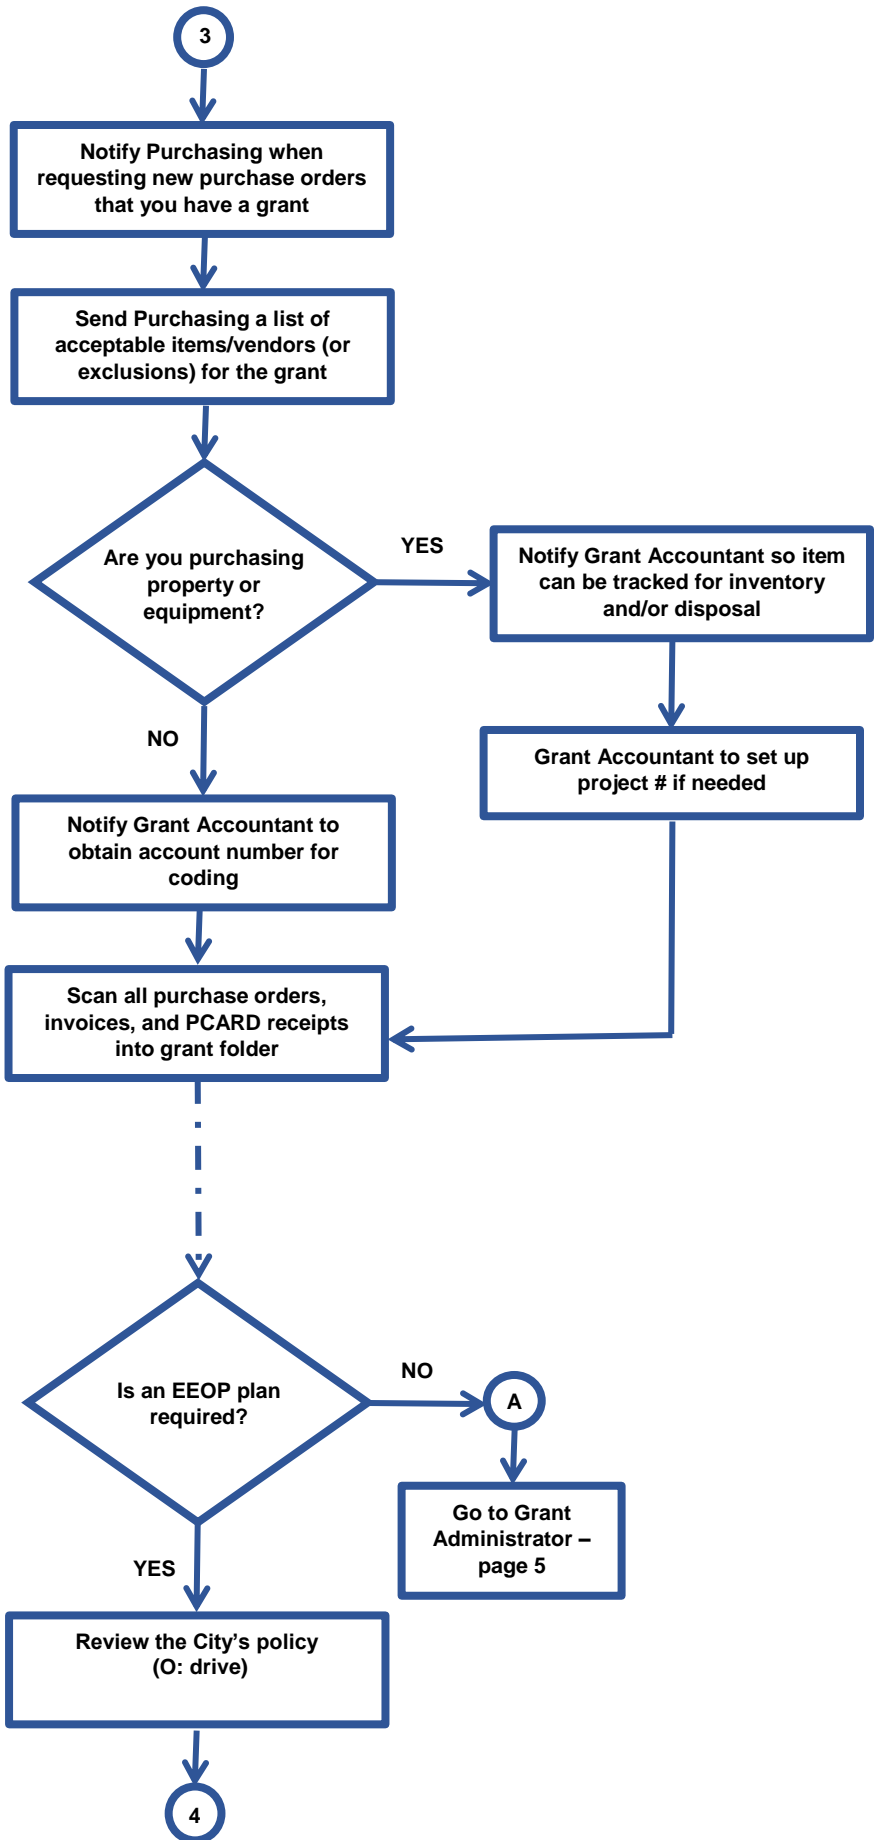 3
Notify Purchasing when
requesting new purchase orders
that you have a grant
Send Purchasing a list of
acceptable items/vendors (or
exclusions) for the grant
Are you purchasing
property or
equipment?
YES
Notify Grant Accountant so item
can be tracked for inventory
and/or disposal
Grant Accountant to set up
project # if needed
NO
Notify Grant Accountant to
obtain account number for
coding
Scan all purchase orders,
invoices, and PCARD receipts
into grant folder
Is an EEOP plan
required?
NO
A
Go to Grant
Administrator –
page 5
YES
Review the City’s policy
(O: drive)
4